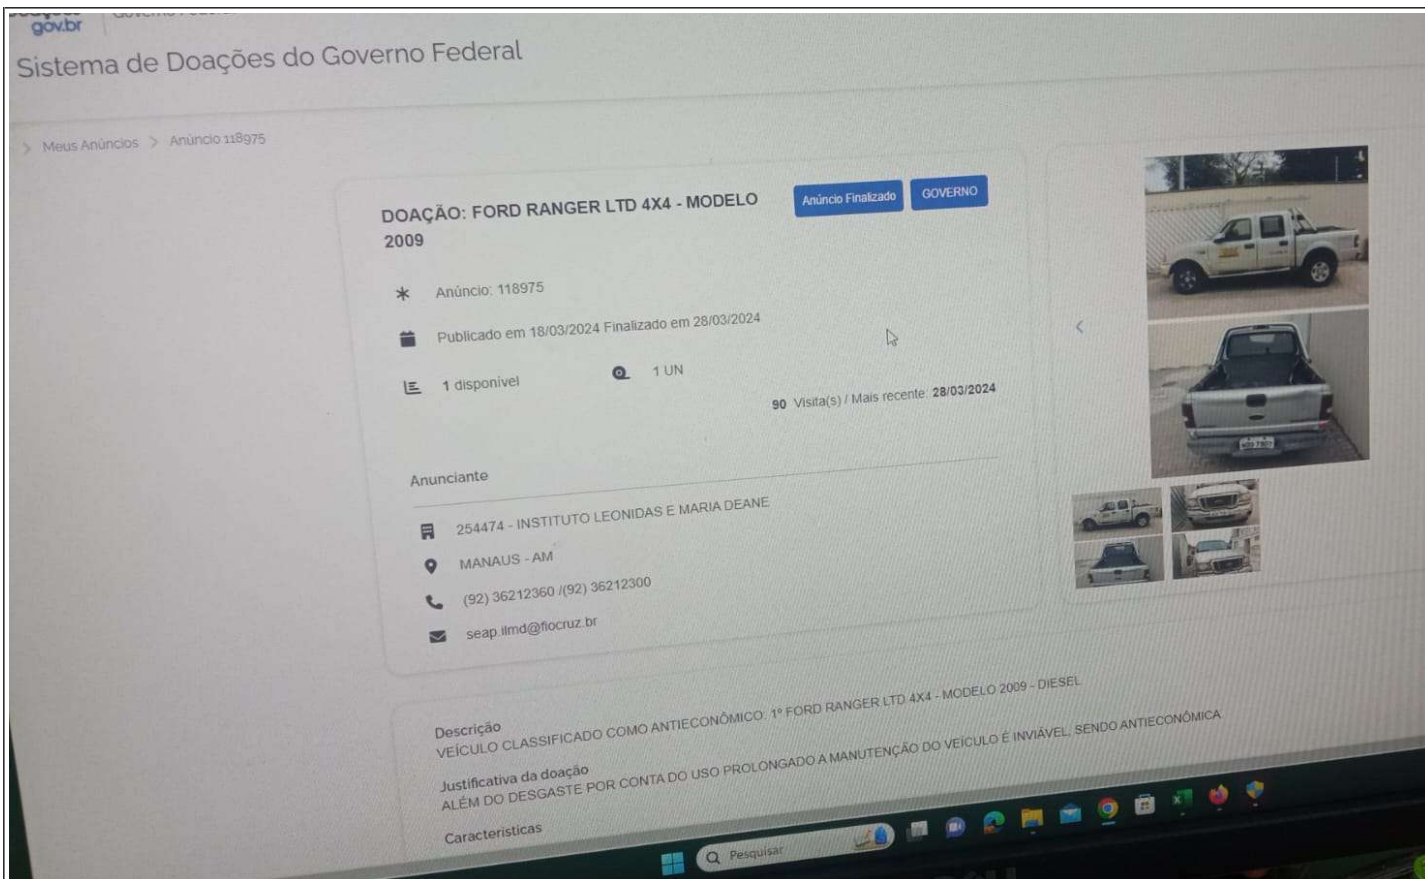 gov.br
Sistema de Doações do Governo Federal
> Meus Anúncios > Anúncio 118975
DOAÇÃO: FORD RANGER LTD 4X4 - MODELO
2009
Anúncio Finalizado
GOVERNO
Anúncio: 118975
Publicado em 18/03/2024 Finalizado em 28/03/2024
1 disponível
1 UN
90 Visita(s) / Mais recente: 28/03/2024
Anunciante
254474 - INSTITUTO LEONIDAS E MARIA DEANE
MANAUS - AM
(92) 36212360 /(92) 36212300
seap.ilmd@fiocruz.br
Descrição
VEÍCULO CLASSIFICADO COMO ANTIECONÔMICO: 1º FORD RANGER LTD 4X4 - MODELO 2009 - DIESEL
Justificativa da doação
ALÉM DO DESGASTE POR CONTA DO USO PROLONGADO A MANUTENÇÃO DO VEÍCULO É INVIÁVEL, SENDO ANTIECONÔMICA
Características
Pesquisar